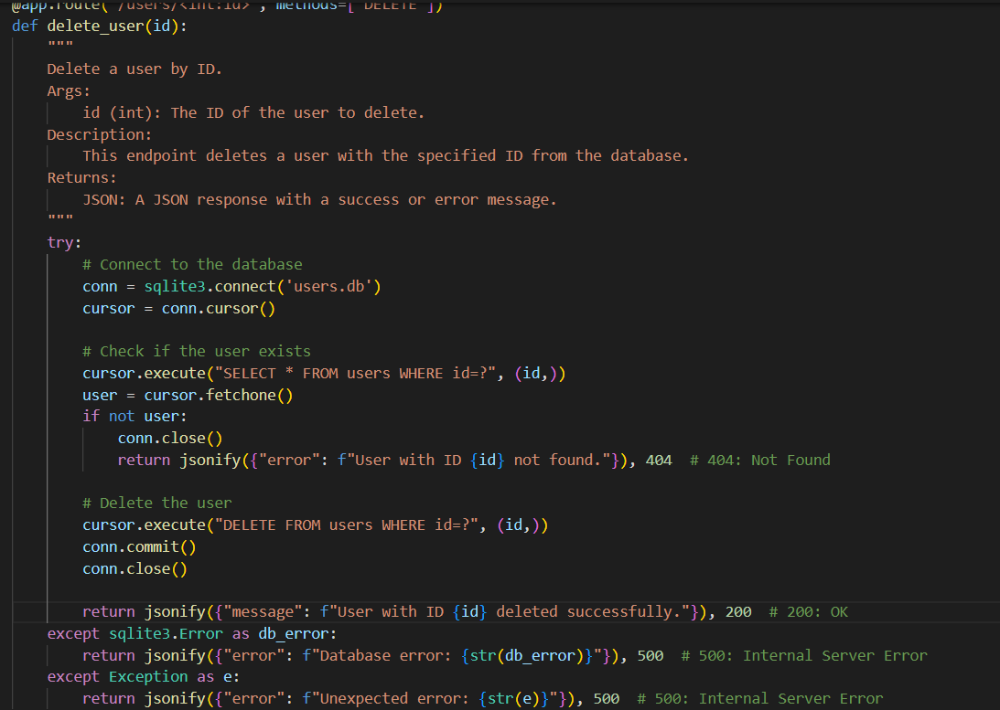 @app.route('/users/<int:id>', methods=['DELETE'])
def delete_user(id):
    """
    Delete a user by ID.
    Args:
        id (int): The ID of the user to delete.
    Description:
        This endpoint deletes a user with the specified ID from the database.
    Returns:
        JSON: A JSON response with a success or error message.
    """
    try:
        # Connect to the database
        conn = sqlite3.connect('users.db')
        cursor = conn.cursor()

        # Check if the user exists
        cursor.execute("SELECT * FROM users WHERE id=?", (id,))
        user = cursor.fetchone()
        if not user:
            conn.close()
            return jsonify({"error": f"User with ID {id} not found."}), 404  # 404: Not Found

        # Delete the user
        cursor.execute("DELETE FROM users WHERE id=?", (id,))
        conn.commit()
        conn.close()

        return jsonify({"message": f"User with ID {id} deleted successfully."}), 200  # 200: OK
    except sqlite3.Error as db_error:
        return jsonify({"error": f"Database error: {str(db_error)}"}), 500  # 500: Internal Server Error
    except Exception as e:
        return jsonify({"error": f"Unexpected error: {str(e)}"}), 500  # 500: Internal Server Error